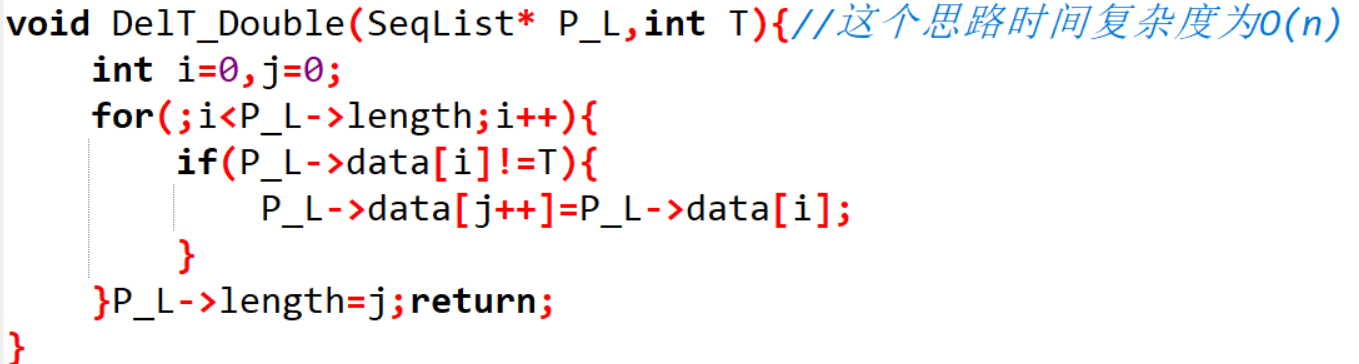 void DelT_Double(SeqList* P_L,int T){//这个思路时间复杂度为O(n)
    int i=0,j=0;
    for(;i<P_L->length;i++){
        if(P_L->data[i]!=T){
            P_L->data[j++]=P_L->data[i];
        }
    }P_L->length=j;return;
}